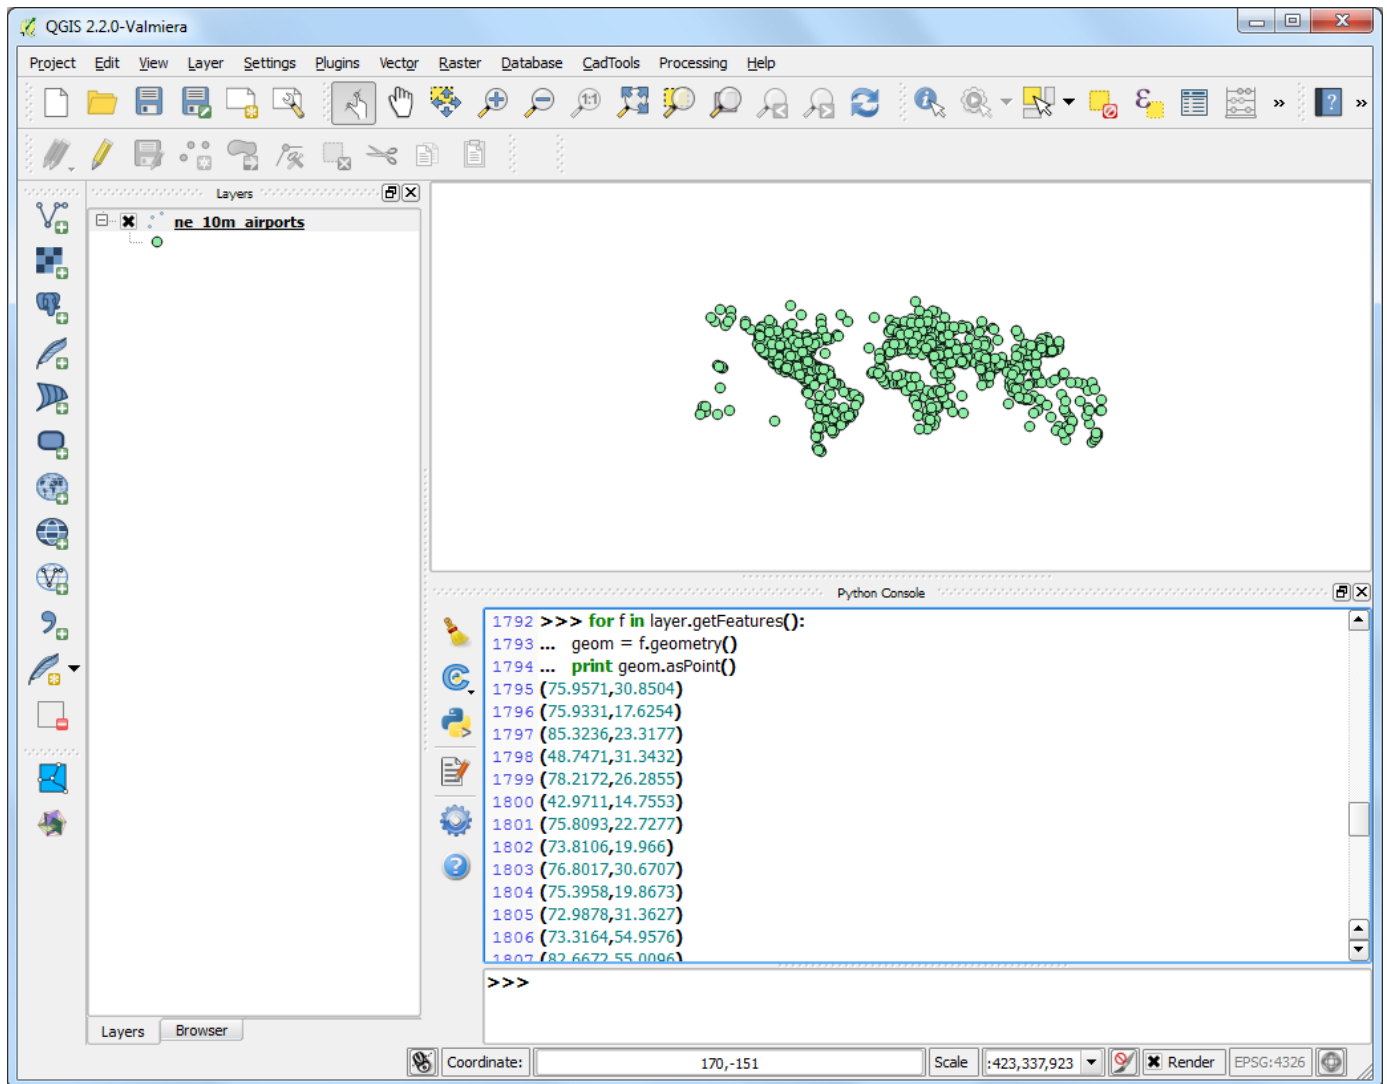 QGIS 2.2.0-Valmiera
Project Edit View Layer Settings Plugins Vector Raster Database CadTools Processing Help
Layers
ne_10m_airports
Python Console
1792 >>> for f in layer.getFeatures():
1793 ... geom = f.geometry()
1794 ... print geom.asPoint()
1795 (75.9571,30.8504)
1796 (75.9331,17.6254)
1797 (85.3236,23.3177)
1798 (48.7471,31.3432)
1799 (78.2172,26.2855)
1800 (42.9711,14.7553)
1801 (75.8093,22.7277)
1802 (73.8106,19.966)
1803 (76.8017,30.6707)
1804 (75.3958,19.8673)
1805 (72.9878,31.3627)
1806 (73.3164,54.9576)
1807 (82.6672,55.0096)
>>>
Layers Browser
Coordinate: 170,-151 Scale :423,337,923 Render EPSG:4326